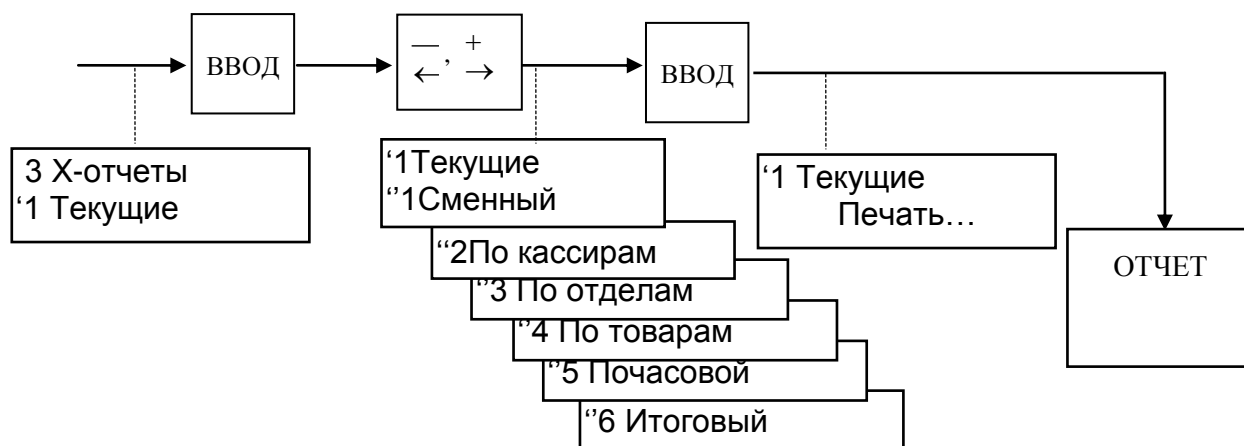 ВВОД
— , +
← →
ВВОД
3 Х-отчеты
‘1 Текущие
‘1Текущие
‘’1Сменный
‘‘2По кассирам
‘’3 По отделам
‘’4 По товарам
‘‘5 Почасовой
‘’6 Итоговый
‘1 Текущие
Печать…
ОТЧЕТ